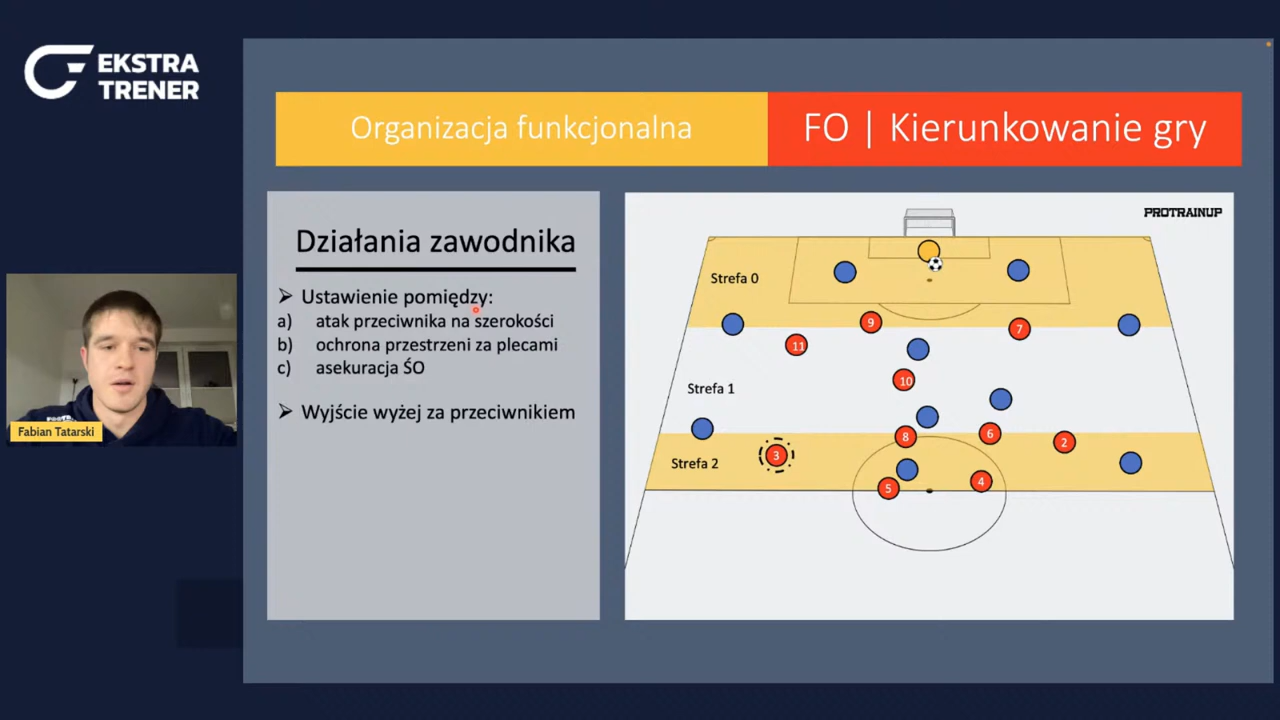 EKSTRA
TRENER
Organizacja funkcjonalna
FO | Kierunkowanie gry
Działania zawodnika
Ustawienie pomiędzy:
a) atak przeciwnika na szerokości
b) ochrona przestrzeni za plecami
c) asekuracja ŚO
Wyjście wyżej za przeciwnikiem
PROTRAINUP
Strefa 0
9
7
11
10
Strefa 1
8
6
2
3
Strefa 2
5
4
Fabian Tatarski